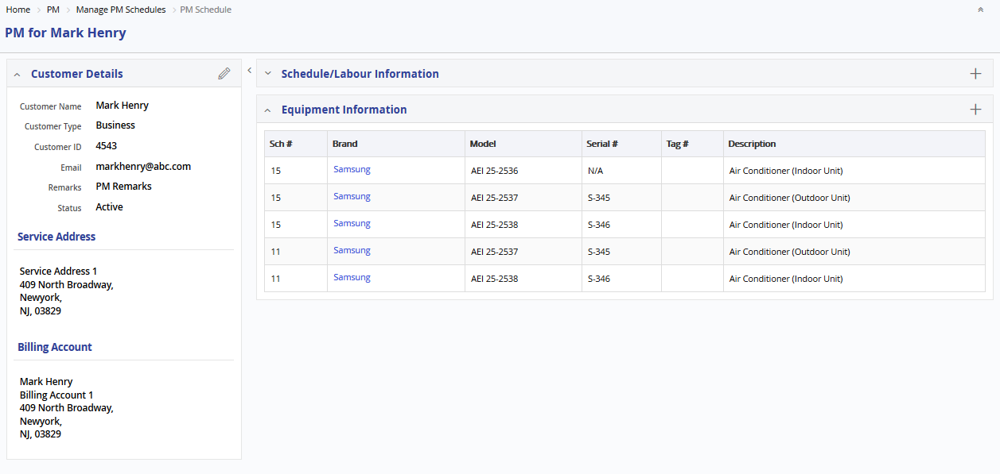 Home > PM > Manage PM Schedules > PM Schedule
PM for Mark Henry
Customer Details
Customer Name Mark Henry
Customer Type Business
Customer ID 4543
Email markhenry@abc.com
Remarks PM Remarks
Status Active
Service Address
Service Address 1
409 North Broadway,
Newyork,
NJ, 03829
Billing Account
Mark Henry
Billing Account 1
409 North Broadway,
Newyork,
NJ, 03829
Schedule/Labour Information
Equipment Information
Sch # Brand Model Serial # Tag # Description
15 Samsung AEI 25-2536 N/A Air Conditioner (Indoor Unit)
15 Samsung AEI 25-2537 S-345 Air Conditioner (Outdoor Unit)
15 Samsung AEI 25-2538 S-346 Air Conditioner (Indoor Unit)
11 Samsung AEI 25-2537 S-345 Air Conditioner (Outdoor Unit)
11 Samsung AEI 25-2538 S-346 Air Conditioner (Indoor Unit)